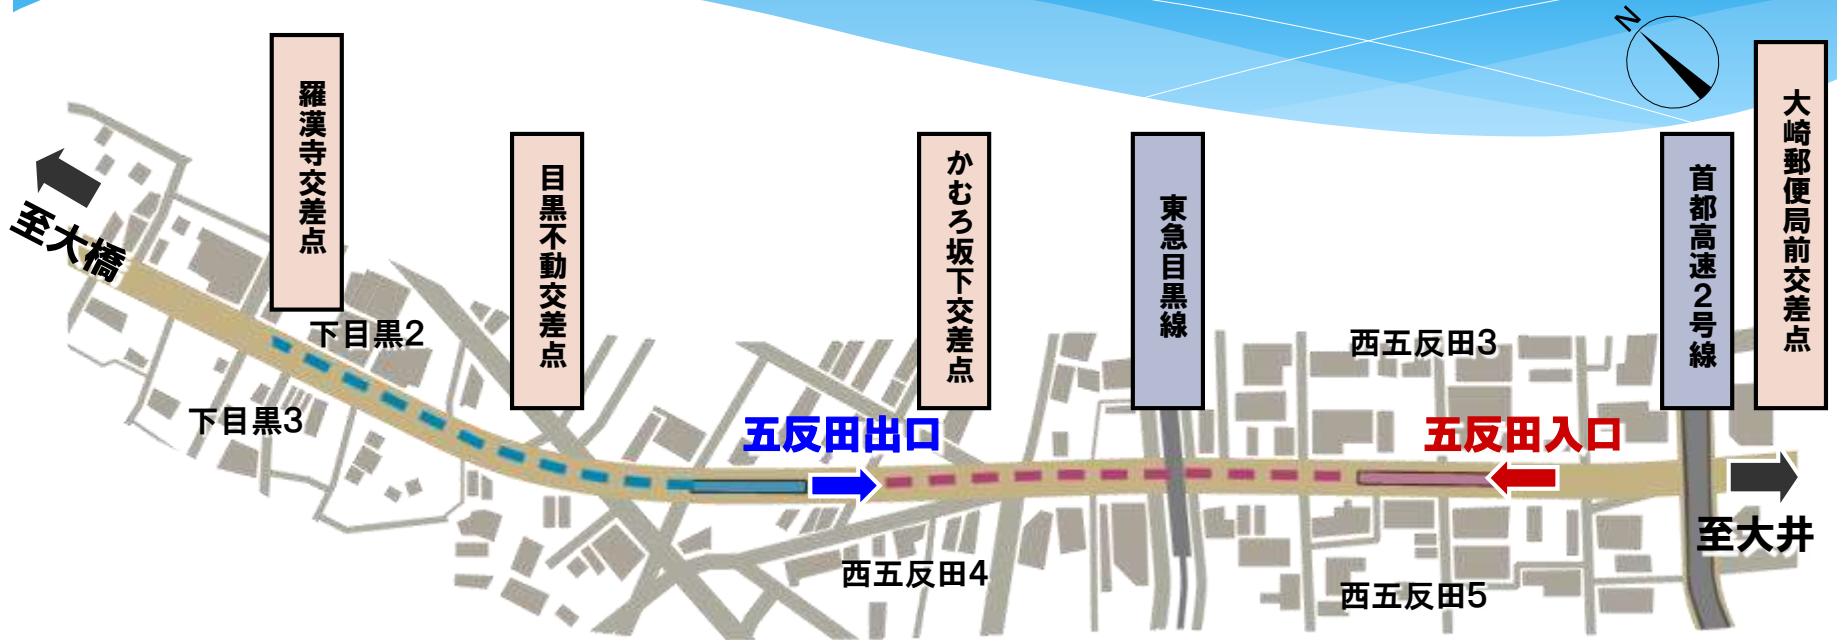 N
羅漢寺交差点
目黒不動交差点
かむろ坂下交差点
東急目黒線
首都高速2号線
大崎郵便局前交差点
至大橋
下目黒2
下目黒3
五反田出口
西五反田3
五反田入口
西五反田4
西五反田5
至大井